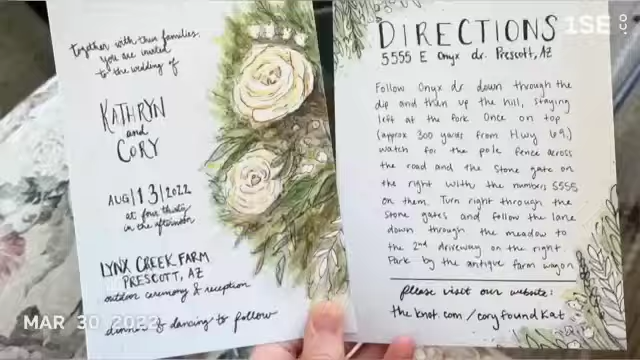 together with their families
you are invited
to the wedding of
KATHRYN
and
CORY
AUG|13|2022
at four thirty
in the afternoon
LYNX CREEK FARM
PRESCOTT, AZ
outdoor ceremony & reception
dinner & dancing to follow
MAR 30 2022
DIRECTIONS
5555 E Onyx dr. Prescott, AZ
Follow Onyx dr down through the
dip and then up the hill, staying
left at the fork. Once on top
(approx 300 yards from Hwy 69,)
watch for the pole fence across
the road and the stone gate on
the right with the numbers 5555
on them. Turn right through the
stone gates and follow the lane
down through the meadow to
the 2nd driveway on the right
Park by the antique farm wagon
please visit our website:
theknot.com/coryfoundkat
1SE